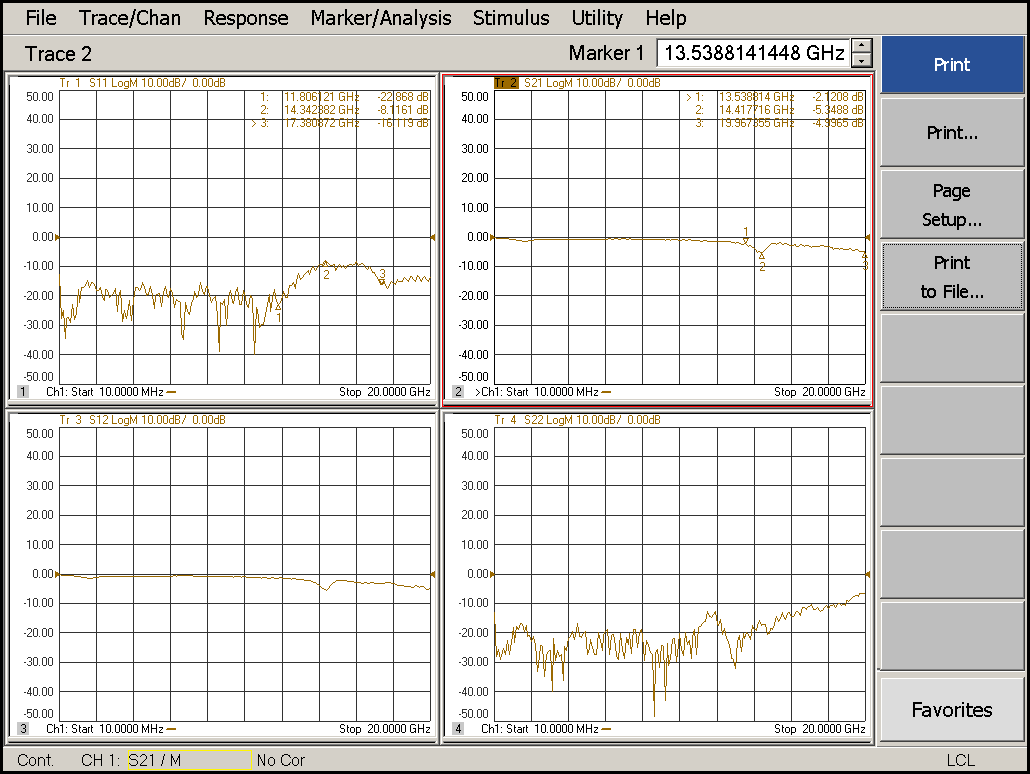 File Trace/Chan Response Marker/Analysis Stimulus Utility Help
Trace 2 Marker 1 13.5388141448 GHz
Print
Print...
Page
Setup...
Print
to File...
Favorites
Tr 1 S11 LogM 10.00dB/ 0.00dB
1: 11.806121 GHz -22.868 dB
2: 14.342382 GHz -8.1161 dB
> 3: 17.380872 GHz -16.119 dB
50.00
40.00
30.00
20.00
10.00
0.00
-10.00
-20.00
-30.00
-40.00
-50.00
1
2
3
1 Ch1: Start 10.0000 MHz Stop 20.0000 GHz
Tr 2 S21 LogM 10.00dB/ 0.00dB
> 1: 13.538814 GHz -2.1208 dB
2: 14.417716 GHz -5.3488 dB
3: 19.967355 GHz -4.9965 dB
50.00
40.00
30.00
20.00
10.00
0.00
-10.00
-20.00
-30.00
-40.00
-50.00
1
2
3
2 >Ch1: Start 10.0000 MHz Stop 20.0000 GHz
Tr 3 S12 LogM 10.00dB/ 0.00dB
50.00
40.00
30.00
20.00
10.00
0.00
-10.00
-20.00
-30.00
-40.00
-50.00
3 Ch1: Start 10.0000 MHz Stop 20.0000 GHz
Tr 4 S22 LogM 10.00dB/ 0.00dB
50.00
40.00
30.00
20.00
10.00
0.00
-10.00
-20.00
-30.00
-40.00
-50.00
4 Ch1: Start 10.0000 MHz Stop 20.0000 GHz
Cont. CH 1: S21 / M No Cor LCL